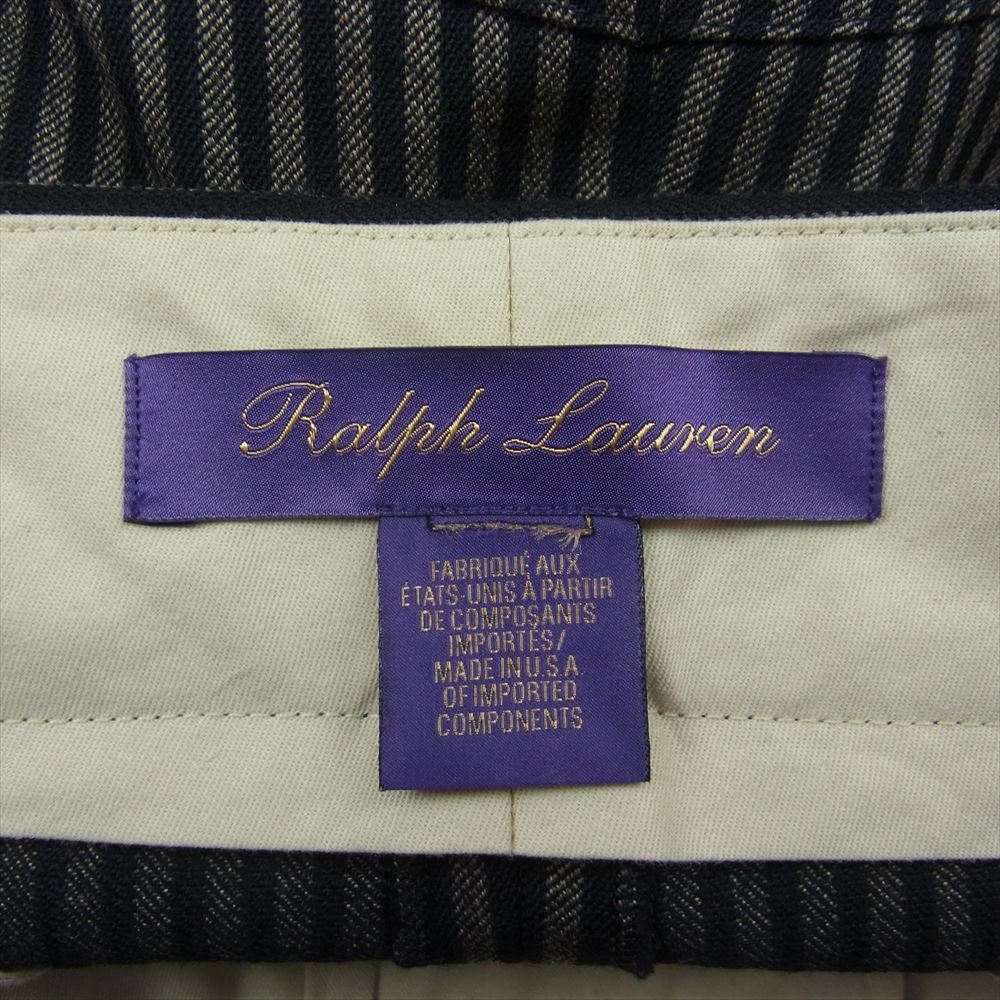 Ralph Lauren
FABRIQUÉ AUX
ÉTATS-UNIS À PARTIR
DE COMPOSANTS
IMPORTÉS/
MADE IN U.S.A.
OF IMPORTED
COMPONENTS